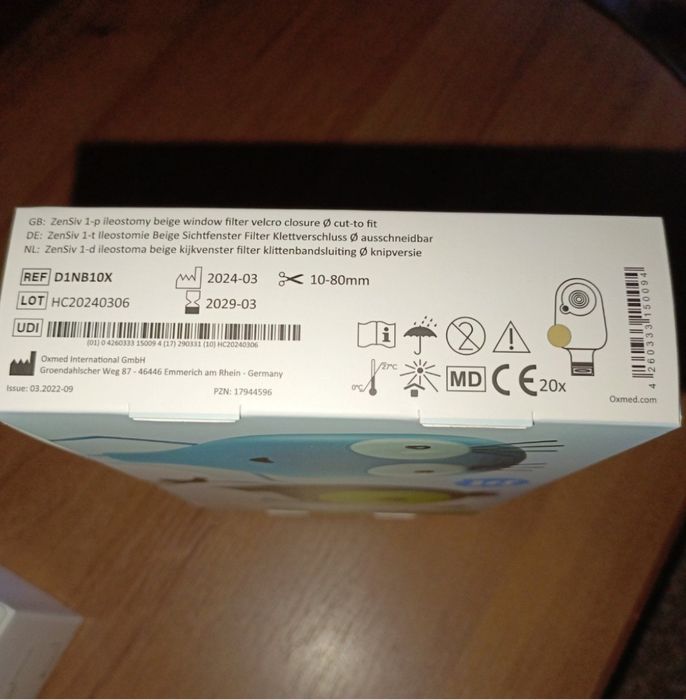 GB: ZenSiv 1-p ileostomy beige window filter velcro closure Ø cut-to fit
DE: ZenSiv 1-t Ileostomie Beige Sichtfenster Filter Klettverschluss Ø ausschneidbar
NL: ZenSiv 1-d ileostoma beige kijkvenster filter klittenbandsluiting Ø knipversie
REF D1NB10X 2024-03 10-80mm
LOT HC20240306 2029-03
UDI
(01) 0 4260333 15009 4 (17) 290331 (10) HC20240306
Oxmed International GmbH
Groendahlscher Weg 87 - 46446 Emmerich am Rhein - Germany
Issue: 03.2022-09 PZN: 17944596
i 2
0°C 27°C MD CE 20x
4 260333 150094
Oxmed.com